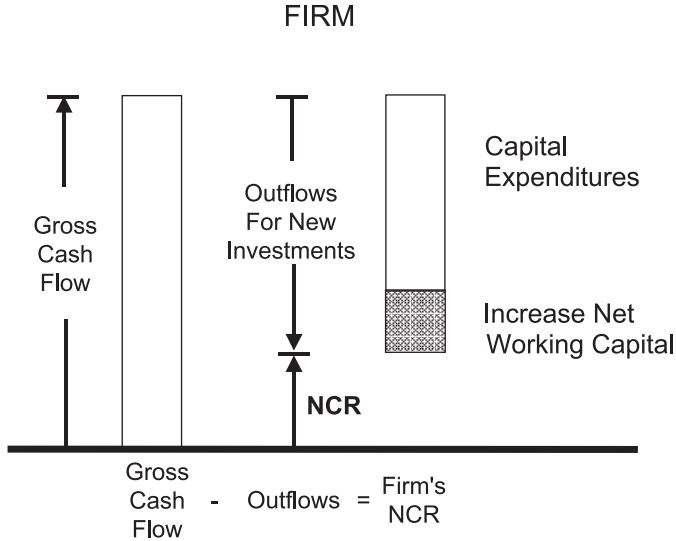 FIRM
Gross
Cash
Flow
Outflows
For New
Investments
Capital
Expenditures
Increase Net
Working Capital
NCR
Gross
Cash
Flow
- Outflows =
Firm's
NCR